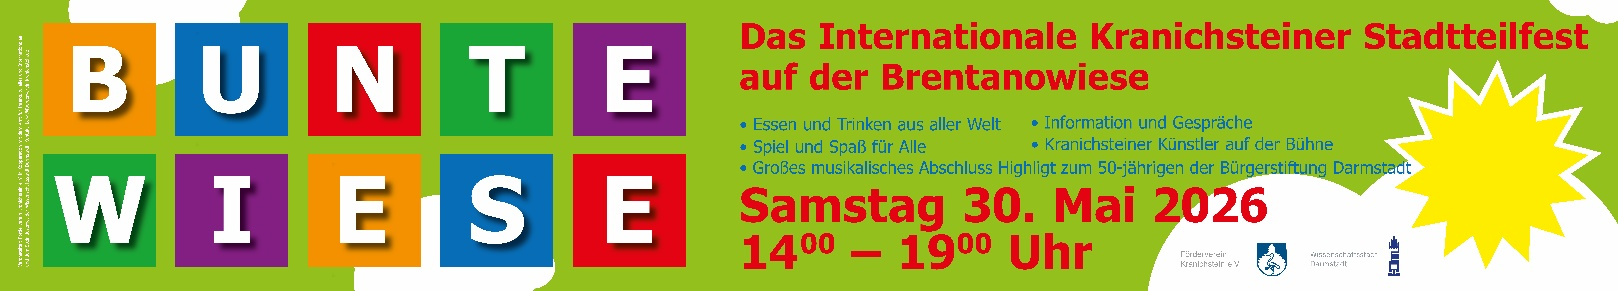 BUNTE
WIESE
Das Internationale Kranichsteiner Stadtteilfest
auf der Brentanowiese
• Essen und Trinken aus aller Welt
• Information und Gespräche
• Spiel und Spaß für Alle
• Kranichsteiner Künstler auf der Bühne
• Großes musikalisches Abschluss Highligt zum 50-jährigen der Bürgerstiftung Darmstadt
Samstag 30. Mai 2026
14⁰⁰ – 19⁰⁰ Uhr
Förderverein
Kranichstein e.V.
Wissenschaftsstadt
Darmstadt